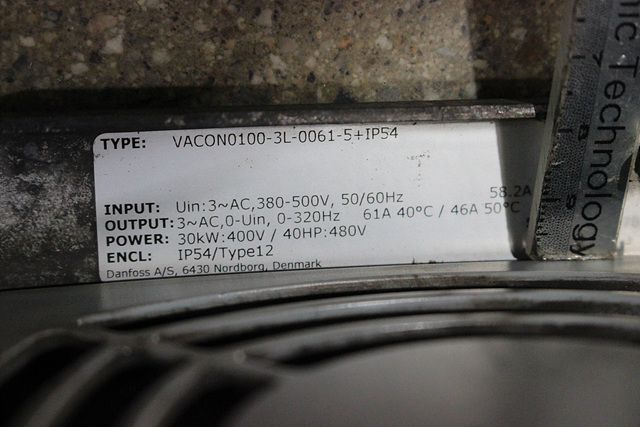 TYPE: VACON0100-3L-0061-5+IP54
INPUT: Uin:3~AC,380-500V, 50/60Hz 58.2A
OUTPUT: 3~AC,0-Uin, 0-320Hz 61A 40°C / 46A 50°C
POWER: 30kW:400V / 40HP:480V
ENCL: IP54/Type12
Danfoss A/S, 6430 Nordborg, Denmark
Technology